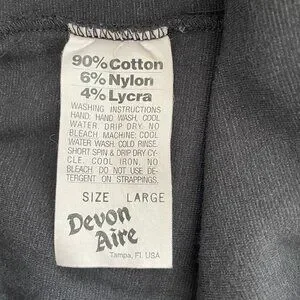 90% Cotton
6% Nylon
4% Lycra
WASHING INSTRUCTIONS
HAND: HAND WASH, COOL
WATER. DRIP DRY. NO
BLEACH MACHINE: COOL
WATER WASH. COLD RINSE.
SHORT SPIN & DRIP DRY CY-
CLE. COOL IRON. NO
BLEACH. DO NOT USE DE-
TERGENT ON STRAPPINGS.
SIZE LARGE
Devon
Aire
Tampa, Fl. USA